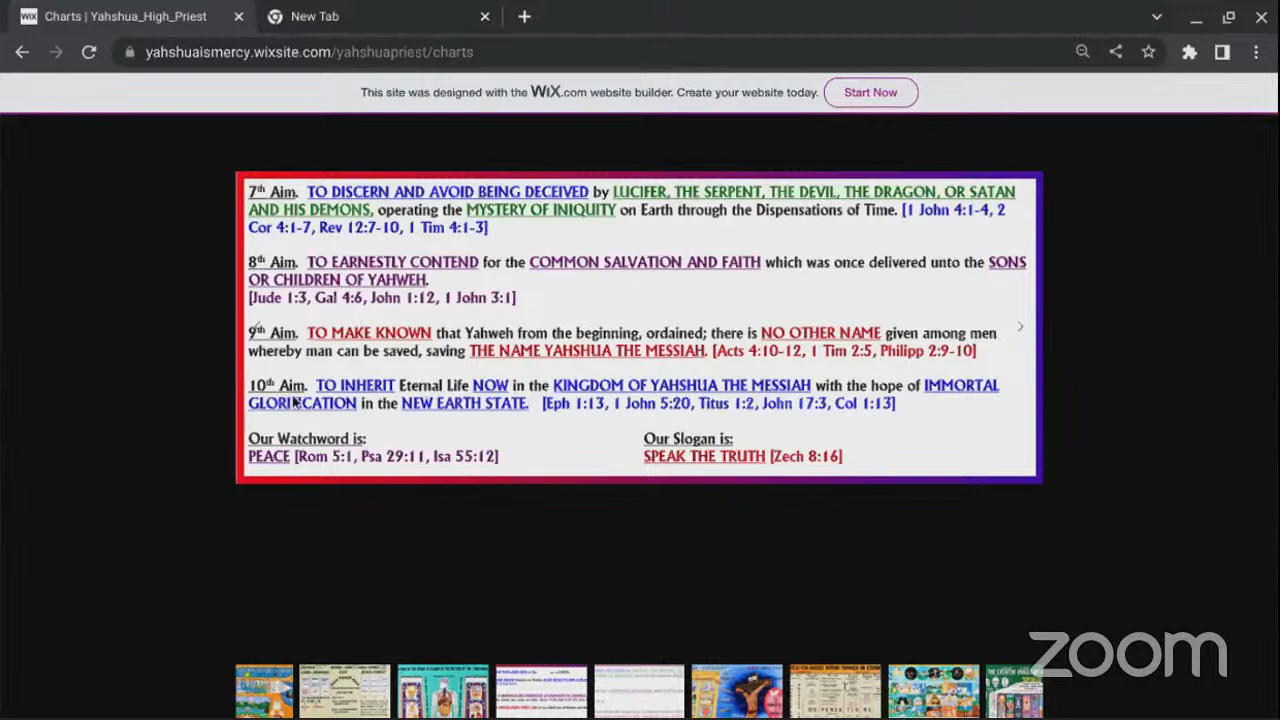 Charts | Yahshua_High_Priest
New Tab
yahshuaismercy.wixsite.com/yahshuapriest/charts
This site was designed with the WiX.com website builder. Create your website today. Start Now
7th Aim. TO DISCERN AND AVOID BEING DECEIVED by LUCIFER, THE SERPENT, THE DEVIL, THE DRAGON, OR SATAN
AND HIS DEMONS, operating the MYSTERY OF INIQUITY on Earth through the Dispensations of Time. [1 John 4:1-4, 2
Cor 4:1-7, Rev 12:7-10, 1 Tim 4:1-3]
8th Aim. TO EARNESTLY CONTEND for the COMMON SALVATION AND FAITH which was once delivered unto the SONS
OR CHILDREN OF YAHWEH.
[Jude 1:3, Gal 4:6, John 1:12, 1 John 3:1]
9th Aim. TO MAKE KNOWN that Yahweh from the beginning, ordained; there is NO OTHER NAME given among men
whereby man can be saved, saving THE NAME YAHSHUA THE MESSIAH. [Acts 4:10-12, 1 Tim 2:5, Philipp 2:9-10]
10th Aim. TO INHERIT Eternal Life NOW in the KINGDOM OF YAHSHUA THE MESSIAH with the hope of IMMORTAL
GLORIFICATION in the NEW EARTH STATE. [Eph 1:13, 1 John 5:20, Titus 1:2, John 17:3, Col 1:13]
Our Watchword is:
PEACE [Rom 5:1, Psa 29:11, Isa 55:12]
Our Slogan is:
SPEAK THE TRUTH [Zech 8:16]
zoom